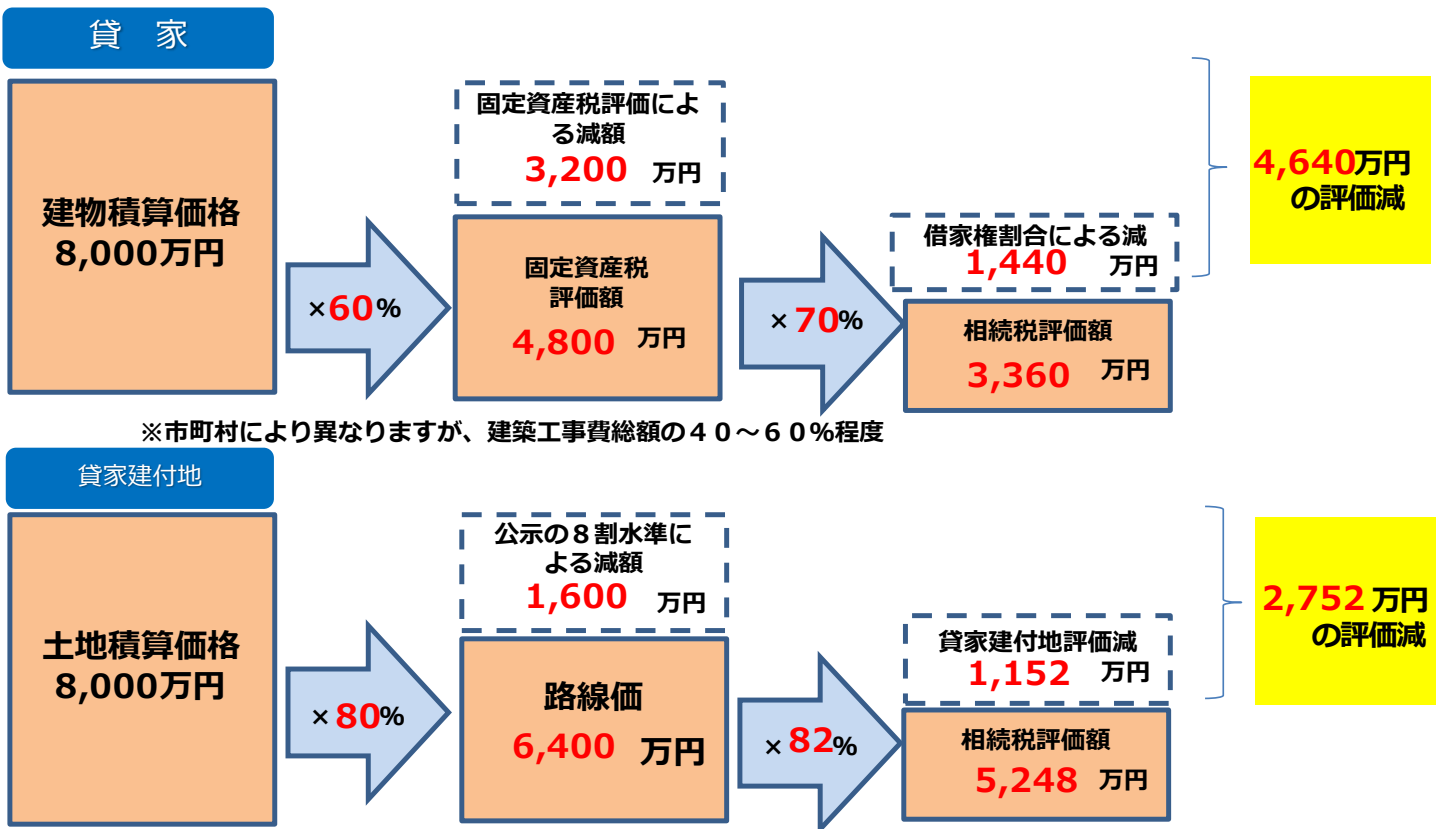 貸　家
建物積算価格
8,000万円
×60%
固定資産税評価によ
る減額
3,200 万円
固定資産税
評価額
4,800 万円
×70%
借家権割合による減
1,440 万円
相続税評価額
3,360 万円
4,640万円
の評価減
※市町村により異なりますが、建築工事費総額の４０～６０%程度
貸家建付地
土地積算価格
8,000万円
×80%
公示の８割水準に
よる減額
1,600 万円
路線価
6,400 万円
×82%
貸家建付地評価減
1,152 万円
相続税評価額
5,248 万円
2,752 万円
の評価減